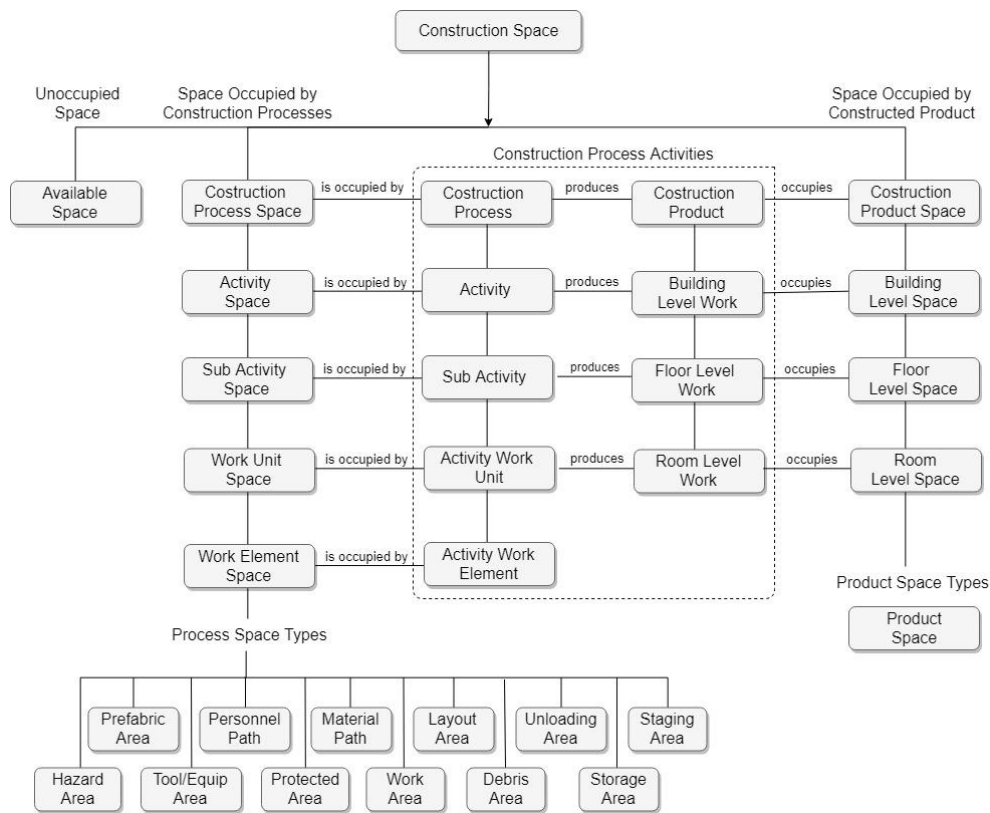 Construction Space
Unoccupied
Space
Space Occupied by
Construction Processes
Space Occupied by
Constructed Product
Construction Process Activities
Available
Space
Costruction
Process Space
is occupied by
Costruction
Process
produces
Costruction
Product
occupies
Costruction
Product Space
Activity
Space
is occupied by
Activity
produces
Building
Level Work
occupies
Building
Level Space
Sub Activity
Space
is occupied by
Sub Activity
produces
Floor Level
Work
occupies
Floor
Level Space
Work Unit
Space
is occupied by
Activity Work
Unit
produces
Room Level
Work
occupies
Room
Level Space
Work Element
Space
is occupied by
Activity Work
Element
Product Space Types
Product
Space
Process Space Types
Prefabric
Area
Personnel
Path
Material
Path
Layout
Area
Unloading
Area
Staging
Area
Hazard
Area
Tool/Equip
Area
Protected
Area
Work
Area
Debris
Area
Storage
Area